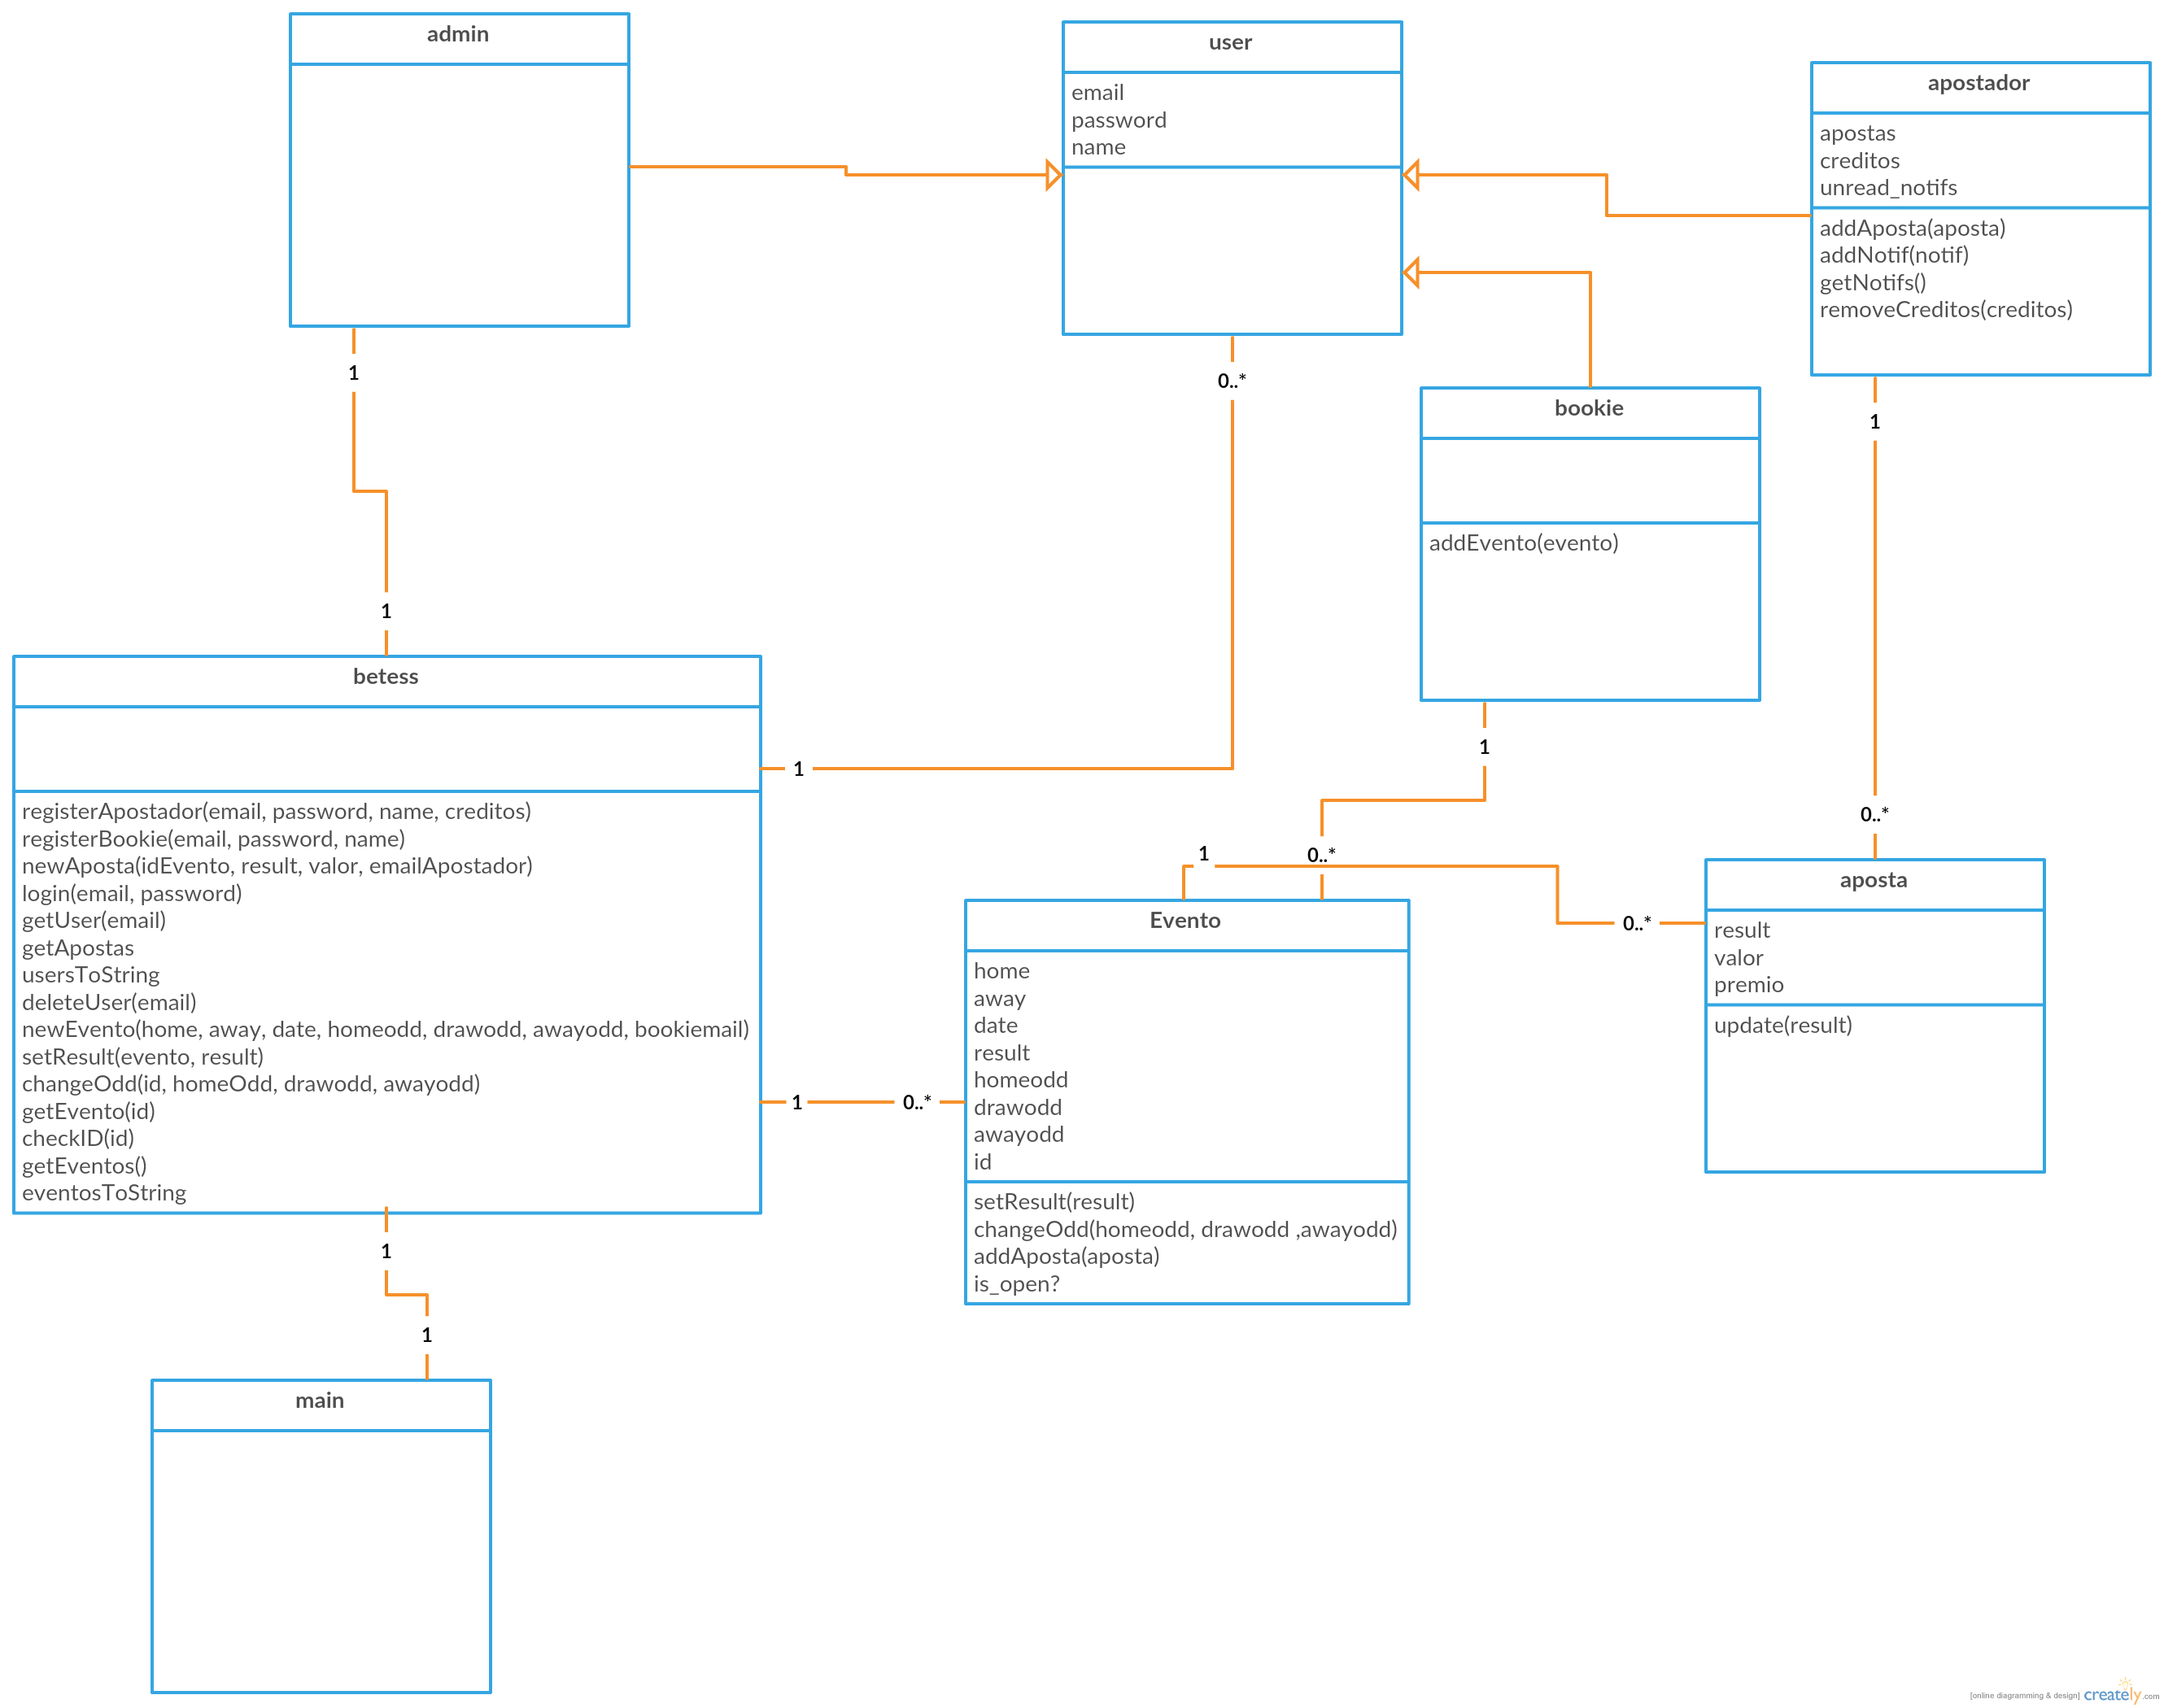 admin
user
email
password
name
apostador
apostas
creditos
unread_notifs
addAposta(aposta)
addNotif(notif)
getNotifs()
removeCreditos(creditos)
1
0..*
bookie
addEvento(evento)
1
1
betess
registerApostador(email, password, name, creditos)
registerBookie(email, password, name)
newAposta(idEvento, result, valor, emailApostador)
login(email, password)
getUser(email)
getApostas
usersToString
deleteUser(email)
newEvento(home, away, date, homeodd, drawodd, awayodd, bookiemail)
setResult(evento, result)
changeOdd(id, homeOdd, drawodd, awayodd)
getEvento(id)
checkID(id)
getEventos()
eventosToString
1
1
0..*
1
0..*
1
0..*
0..*
Evento
home
away
date
result
homeodd
drawodd
awayodd
id
setResult(result)
changeOdd(homeodd, drawodd ,awayodd)
addAposta(aposta)
is_open?
aposta
result
valor
premio
update(result)
1
1
main
[online diagramming & design] creately.com